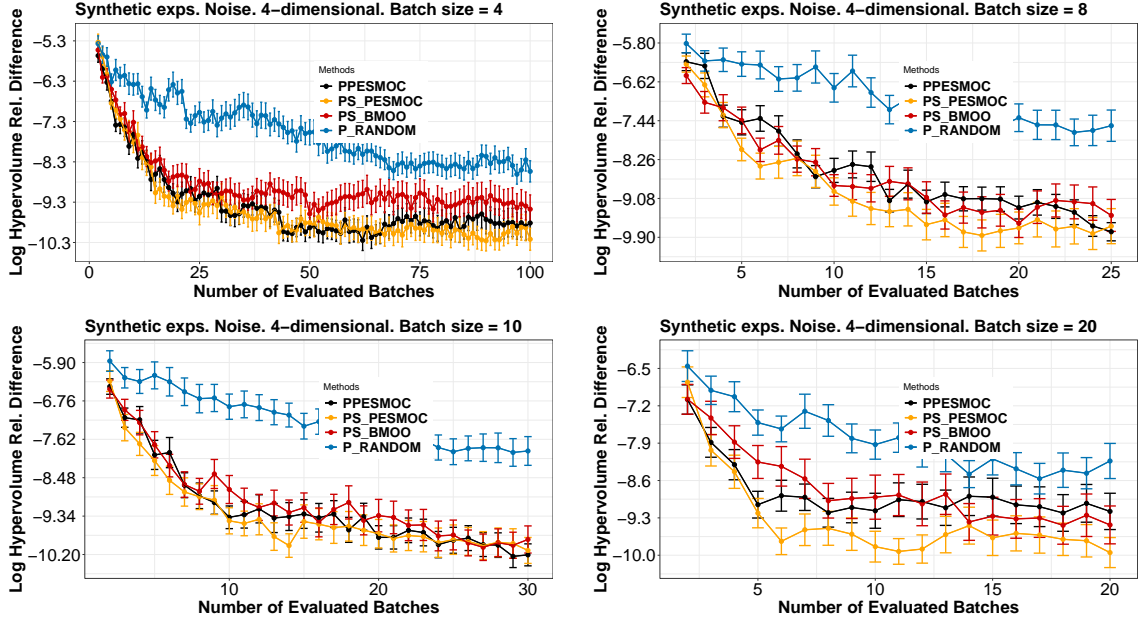 Synthetic exps. Noise. 4−dimensional. Batch size = 4
Log Hypervolume Rel. Difference
−5.3
−6.3
−7.3
−8.3
−9.3
−10.3
Methods
PPESMOC
PS_PESMOC
PS_BMOO
P_RANDOM
0
25
50
75
100
Number of Evaluated Batches
Synthetic exps. Noise. 4−dimensional. Batch size = 8
Log Hypervolume Rel. Difference
−5.80
−6.62
−7.44
−8.26
−9.08
−9.90
Methods
PPESMOC
PS_PESMOC
PS_BMOO
P_RANDOM
5
10
15
20
25
Number of Evaluated Batches
Synthetic exps. Noise. 4−dimensional. Batch size = 10
Log Hypervolume Rel. Difference
−5.90
−6.76
−7.62
−8.48
−9.34
−10.20
Methods
PPESMOC
PS_PESMOC
PS_BMOO
P_RANDOM
10
20
30
Number of Evaluated Batches
Synthetic exps. Noise. 4−dimensional. Batch size = 20
Log Hypervolume Rel. Difference
−6.5
−7.2
−7.9
−8.6
−9.3
−10.0
Methods
PPESMOC
PS_PESMOC
PS_BMOO
P_RANDOM
5
10
15
20
Number of Evaluated Batches